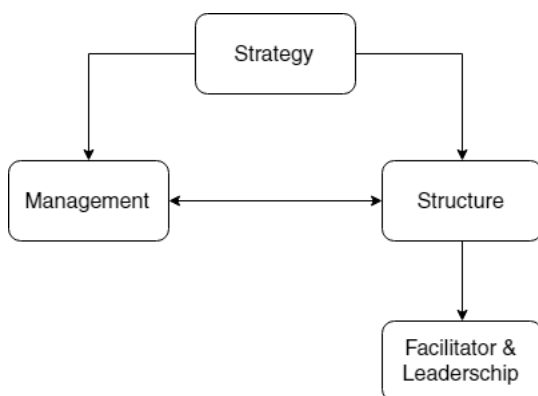 Strategy
Management
Structure
Facilitator &
Leaderschip